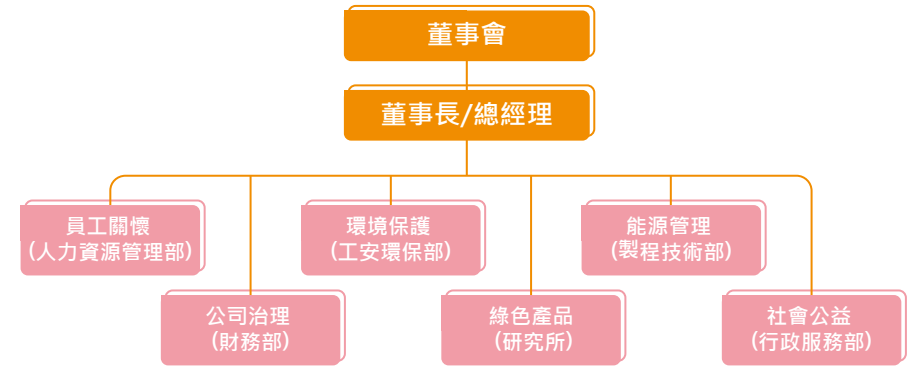 董事會
董事長/總經理
員工關懷
(人力資源管理部)
環境保護
(工安環保部)
能源管理
(製程技術部)
公司治理
(財務部)
綠色產品
(研究所)
社會公益
(行政服務部)